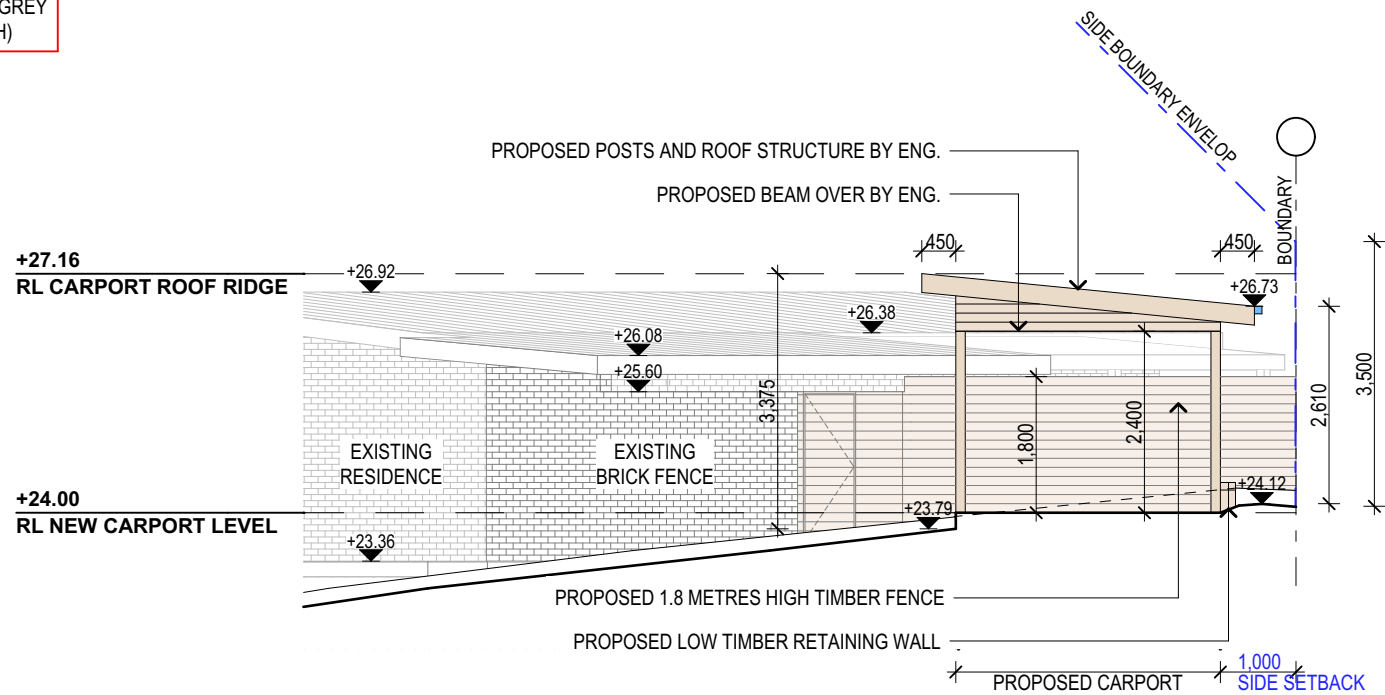 GREY
H)
SIDE BOUNDARY ENVELOP
PROPOSED POSTS AND ROOF STRUCTURE BY ENG.
PROPOSED BEAM OVER BY ENG.
BOUNDARY
450
450
+27.16
RL CARPORT ROOF RIDGE
+26.92
+26.73
+26.38
+26.08
+25.60
3,375
1,800
2,400
2,610
3,500
EXISTING
RESIDENCE
EXISTING
BRICK FENCE
+24.12
+24.00
RL NEW CARPORT LEVEL
+23.79
+23.36
PROPOSED 1.8 METRES HIGH TIMBER FENCE
PROPOSED LOW TIMBER RETAINING WALL
PROPOSED CARPORT
1,000
SIDE SETBACK